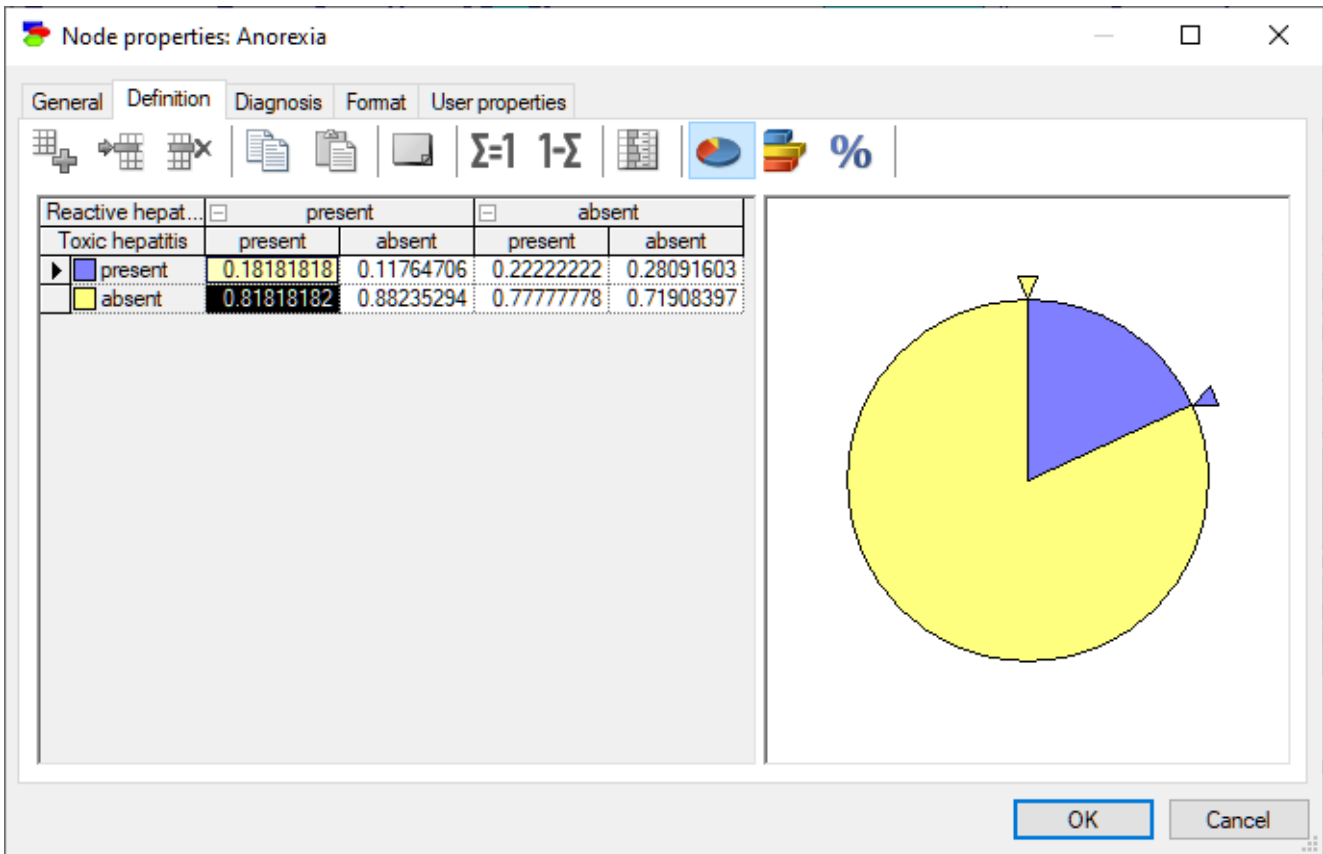 Node properties: Anorexia
General Definition Diagnosis Format User properties
Σ=1 1-Σ %
Reactive hepat... present absent
Toxic hepatitis present absent present absent
present 0.18181818 0.11764706 0.22222222 0.28091603
absent 0.81818182 0.88235294 0.77777778 0.71908397
OK Cancel